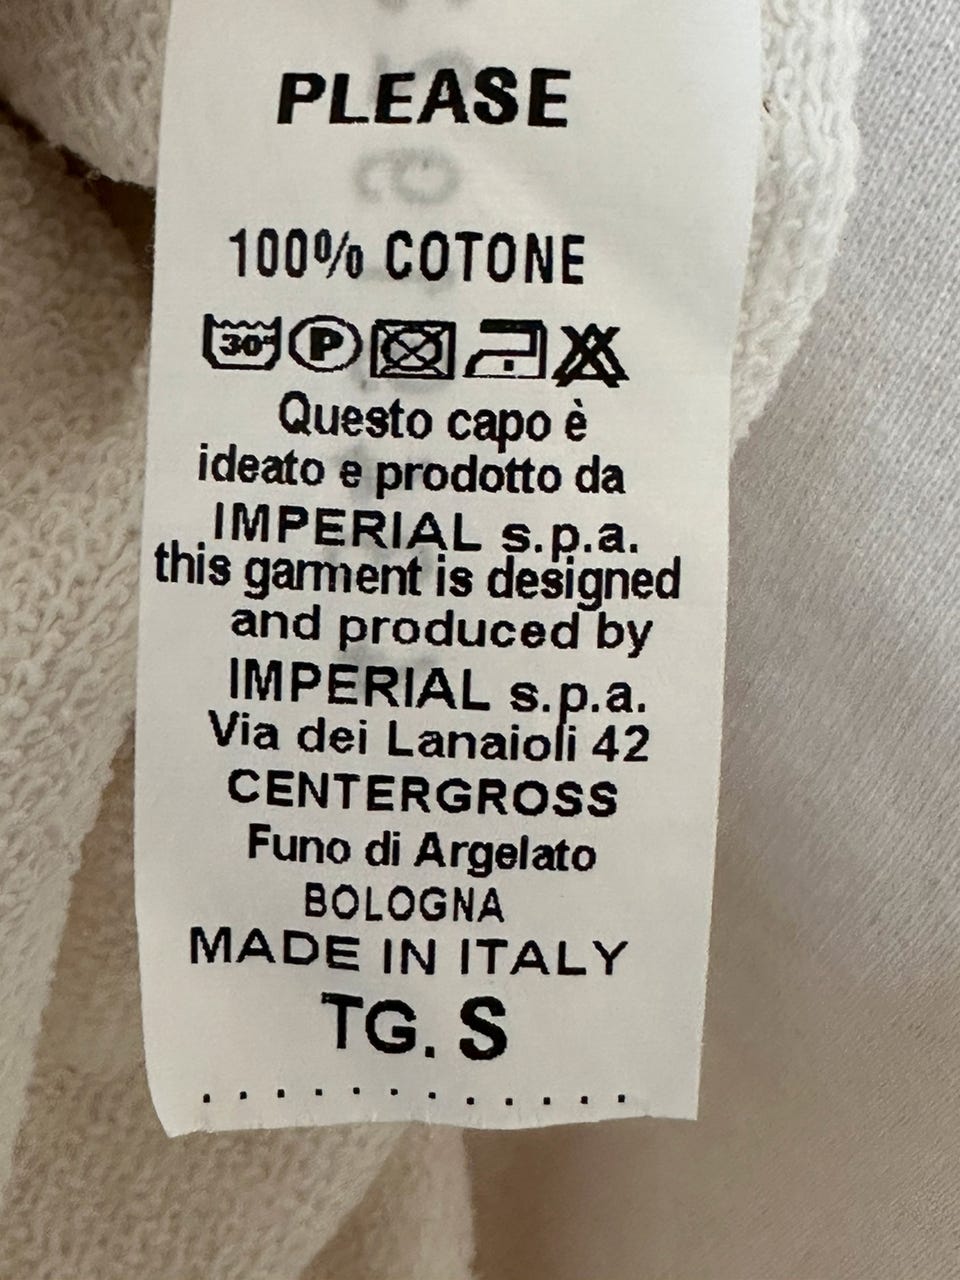 PLEASE
100% COTONE
30° P
Questo capo è
ideato e prodotto da
IMPERIAL s.p.a.
this garment is designed
and produced by
IMPERIAL s.p.a.
Via dei Lanaioli 42
CENTERGROSS
Funo di Argelato
BOLOGNA
MADE IN ITALY
TG. S
. . . . . . . . . . . .